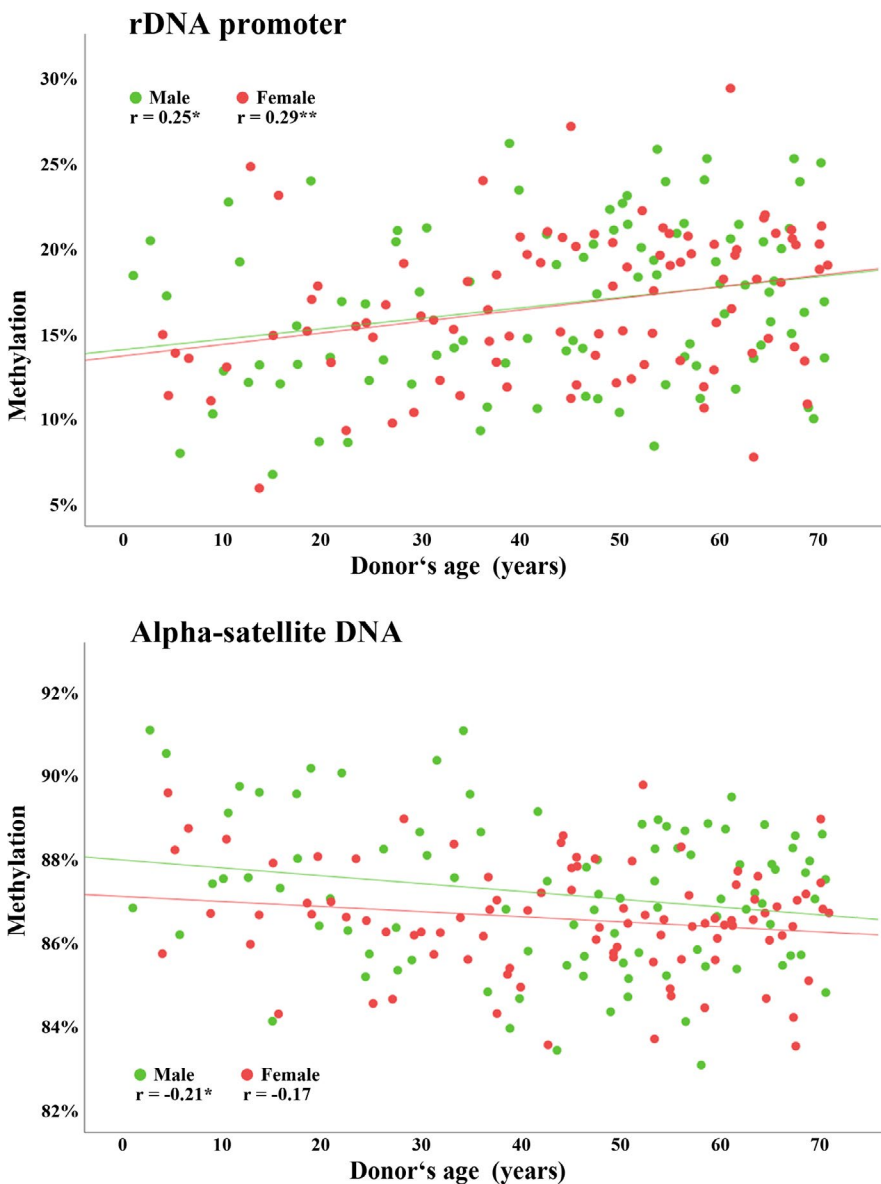 rDNA promoter
30%
Male Female
r = 0.25* r = 0.29**
25%
20%
15%
10%
5%
Methylation
0 10 20 30 40 50 60 70
Donor‘s age (years)
Alpha-satellite DNA
92%
90%
88%
86%
84%
82%
Methylation
Male Female
r = -0.21* r = -0.17
0 10 20 30 40 50 60 70
Donor‘s age (years)